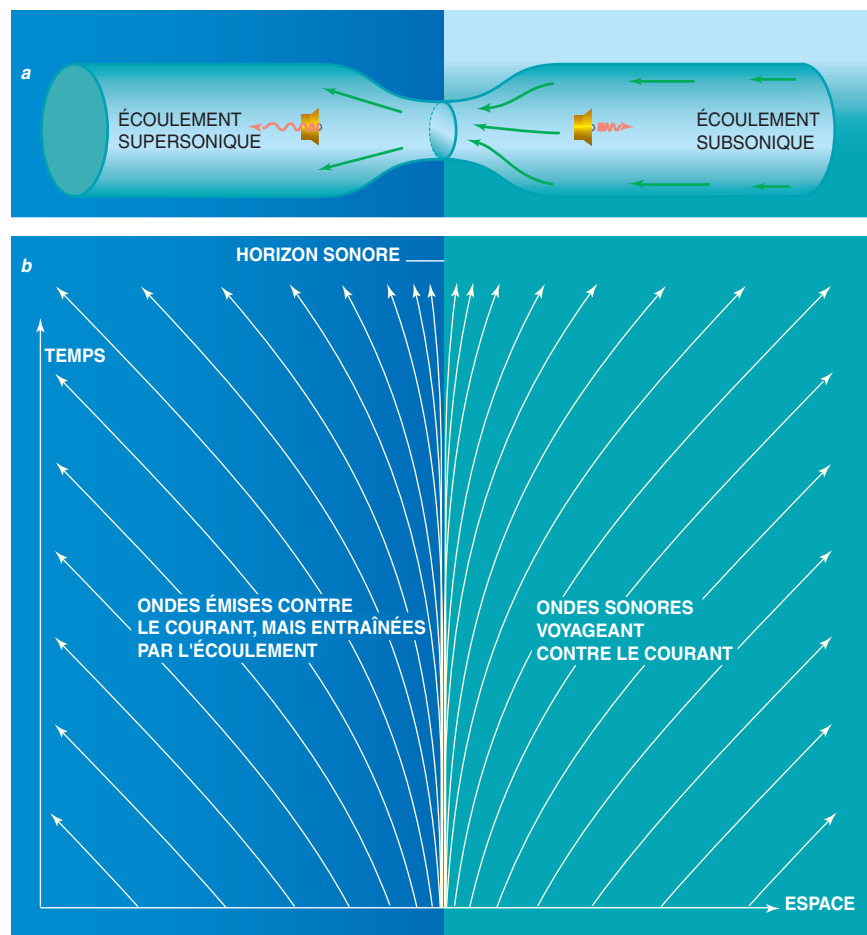 a
ÉCOULEMENT
SUPERSONIQUE
ÉCOULEMENT
SUBSONIQUE
b
HORIZON SONORE
TEMPS
ONDES ÉMISES CONTRE
LE COURANT, MAIS ENTRAÎNÉES
PAR L'ÉCOULEMENT
ONDES SONORES
VOYAGEANT
CONTRE LE COURANT
ESPACE